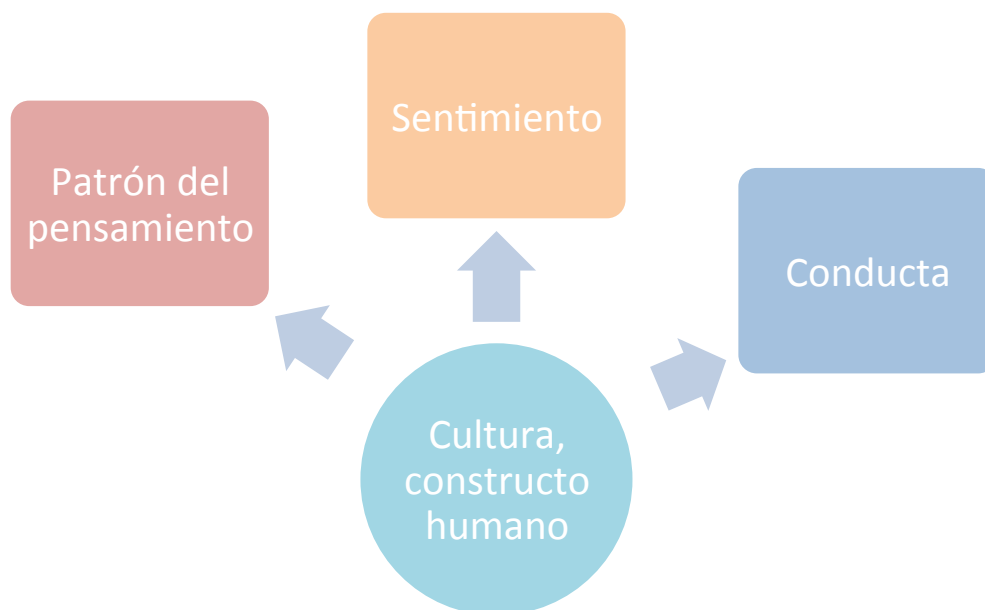 Sentimiento
Patrón del
pensamiento
Conducta
Cultura,
constructo
humano